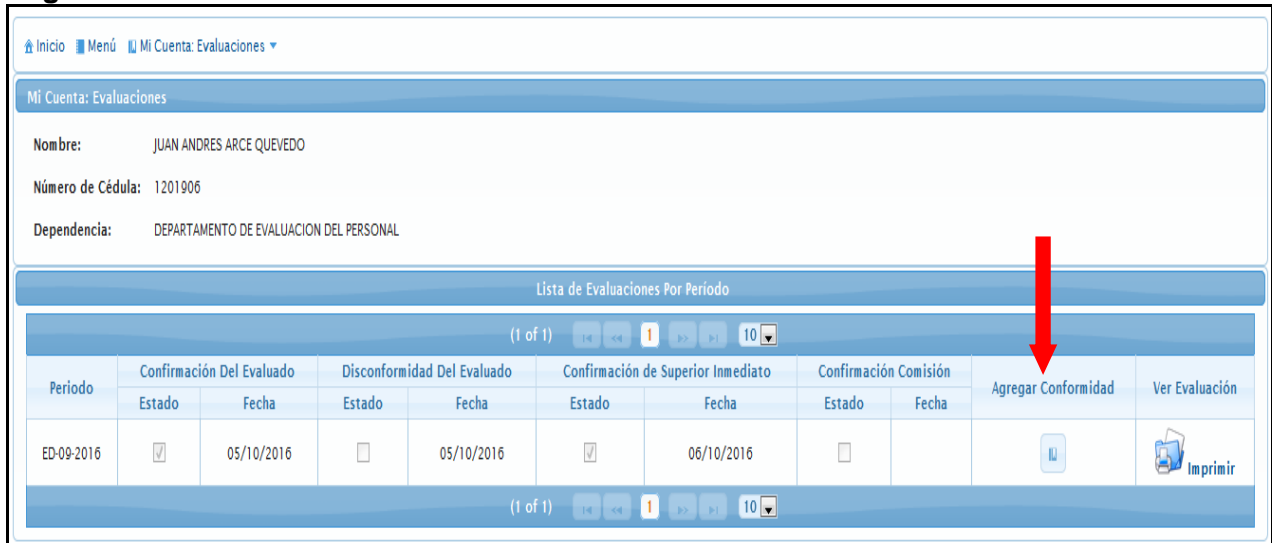 Inicio Menú Mi Cuenta: Evaluaciones
Mi Cuenta: Evaluaciones
Nombre: JUAN ANDRES ARCE QUEVEDO
Número de Cédula: 1201906
Dependencia: DEPARTAMENTO DE EVALUACION DEL PERSONAL
Lista de Evaluaciones Por Período
(1 of 1) 1 10
Periodo Confirmación Del Evaluado Disconformidad Del Evaluado Confirmación de Superior Inmediato Confirmación Comisión Agregar Conformidad Ver Evaluación
Estado Fecha Estado Fecha Estado Fecha Estado Fecha
ED-09-2016 05/10/2016 05/10/2016 06/10/2016 Imprimir
(1 of 1) 1 10